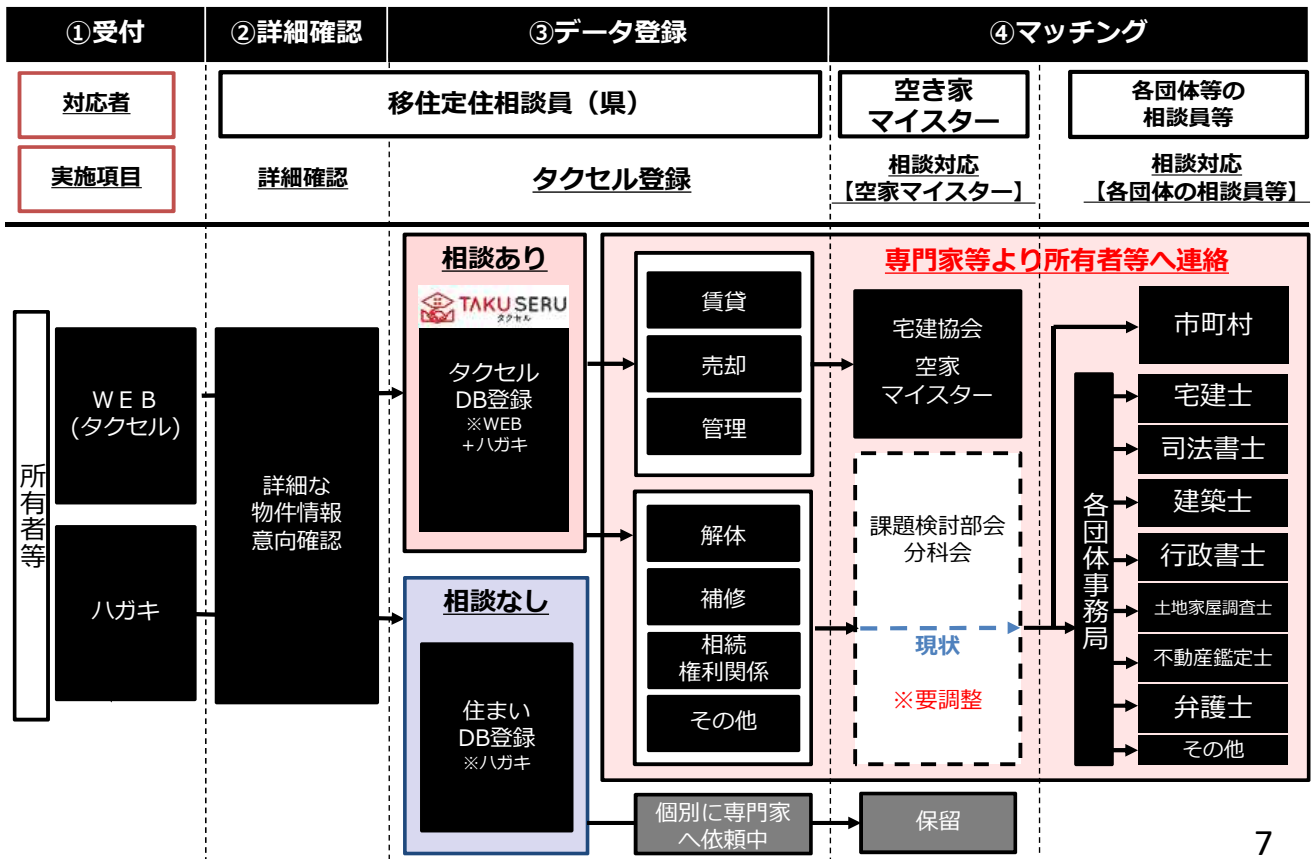 ①受付
②詳細確認
③データ登録
④マッチング
対応者
移住定住相談員（県）
空き家
マイスター
各団体等の
相談員等
実施項目
詳細確認
タクセル登録
相談対応
【空家マイスター】
相談対応
【各団体の相談員等】
所有者等
ＷＥＢ
(タクセル)
ハガキ
詳細な
物件情報
意向確認
相談あり
TAKUSERU
タクセル
タクセル
DB登録
※WEB
+ハガキ
相談なし
住まい
DB登録
※ハガキ
専門家等より所有者等へ連絡
賃貸
売却
管理
解体
補修
相続
権利関係
その他
個別に専門家
へ依頼中
宅建協会
空家
マイスター
課題検討部会
分科会
現状
※要調整
保留
各団体事務局
市町村
宅建士
司法書士
建築士
行政書士
土地家屋調査士
不動産鑑定士
弁護士
その他
7